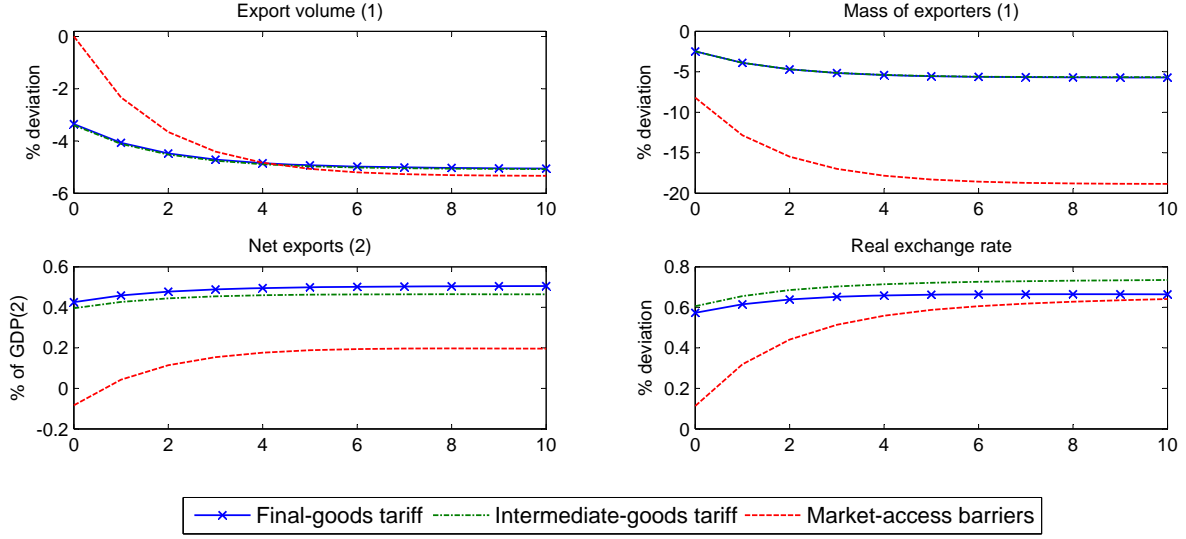 Export volume (1)
% deviation
0
-2
-4
-6
0 2 4 6 8 10
Mass of exporters (1)
% deviation
0
-5
-10
-15
-20
0 2 4 6 8 10
Net exports (2)
% of GDP(2)
0.6
0.4
0.2
0
-0.2
0 2 4 6 8 10
Real exchange rate
% deviation
0.8
0.6
0.4
0.2
0
0 2 4 6 8 10
Final-goods tariff Intermediate-goods tariff Market-access barriers